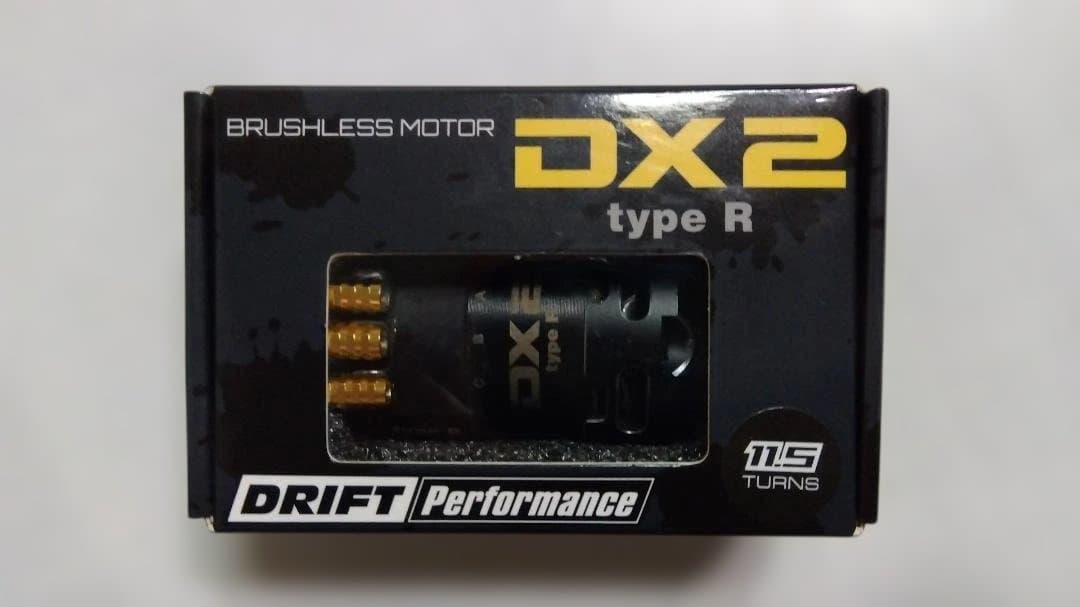 BRUSHLESS MOTOR DX2
type R
A
B
C
DX2
type R
11.5
TURNS
DRIFT Performance